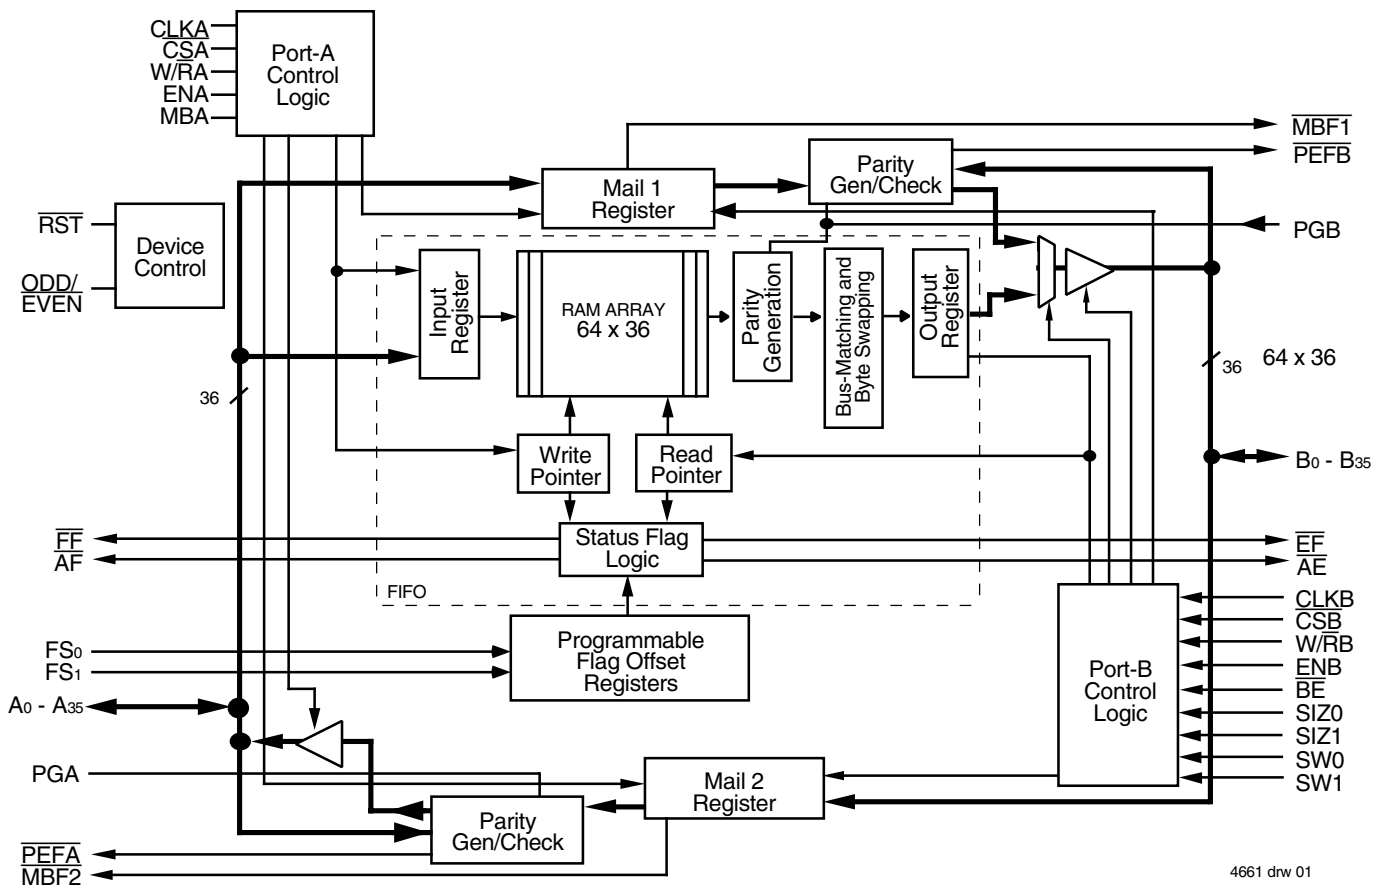 CLKA
CSA
W/RA
ENA
MBA
Port-A
Control
Logic
MBF1
PEFB
Parity
Gen/Check
Mail 1
Register
RST
ODD/
EVEN
Device
Control
PGB
Input
Register
RAM ARRAY
64 x 36
Parity
Generation
Bus-Matching and
Byte Swapping
Output
Register
36
36
64 x 36
Write
Pointer
Read
Pointer
B0 - B35
FF
AF
Status Flag
Logic
EF
AE
FIFO
FS0
FS1
Programmable
Flag Offset
Registers
Port-B
Control
Logic
CLKB
CSB
W/RB
ENB
BE
SIZ0
SIZ1
SW0
SW1
A0 - A35
PGA
Mail 2
Register
Parity
Gen/Check
PEFA
MBF2
4661 drw 01